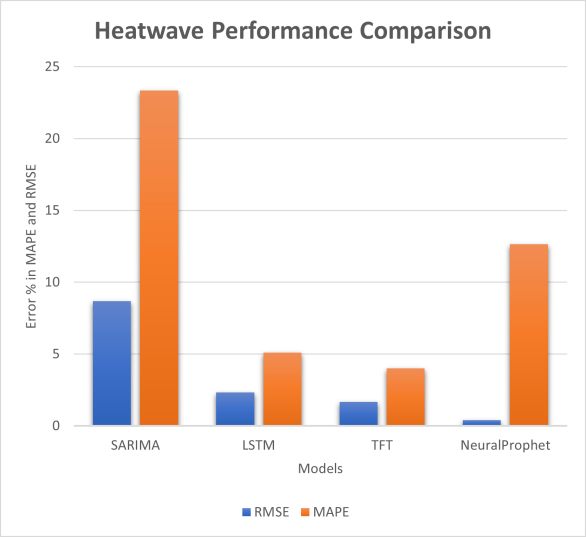 Heatwave Performance Comparison
Error % in MAPE and RMSE
25
20
15
10
5
0
SARIMA LSTM TFT NeuralProphet
Models
RMSE MAPE